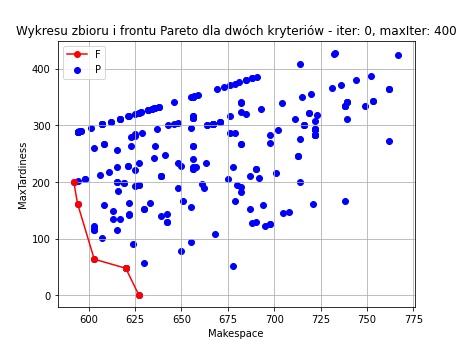 Wykresu zbioru i frontu Pareto dla dwóch kryteriów - iter: 0, maxIter: 400
F
P
400
300
200
100
0
MaxTardiness
600
625
650
675
700
725
750
775
Makespace